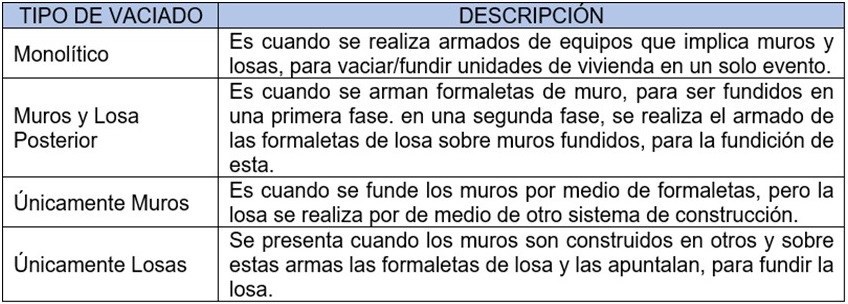 TIPO DE VACIADO DESCRIPCIÓN
Monolítico
Es cuando se realiza armados de equipos que implica muros y
losas, para vaciar/fundir unidades de vivienda en un solo evento.
Muros y Losa
Posterior
Es cuando se arman formaletas de muro, para ser fundidos en
una primera fase. en una segunda fase, se realiza el armado de
las formaletas de losa sobre muros fundidos, para la fundición de
esta.
Únicamente Muros
Es cuando se funde los muros por medio de formaletas, pero la
losa se realiza por de medio de otro sistema de construcción.
Únicamente Losas
Se presenta cuando los muros son construidos en otros y sobre
estas armas las formaletas de losa y las apuntalan, para fundir la
losa.